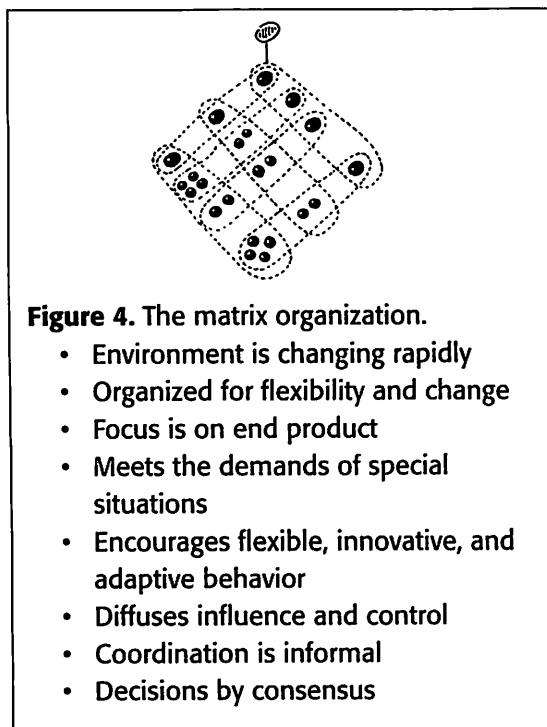 Figure 4. The matrix organization.
• Environment is changing rapidly
• Organized for flexibility and change
• Focus is on end product
• Meets the demands of special
situations
• Encourages flexible, innovative, and
adaptive behavior
• Diffuses influence and control
• Coordination is informal
• Decisions by consensus